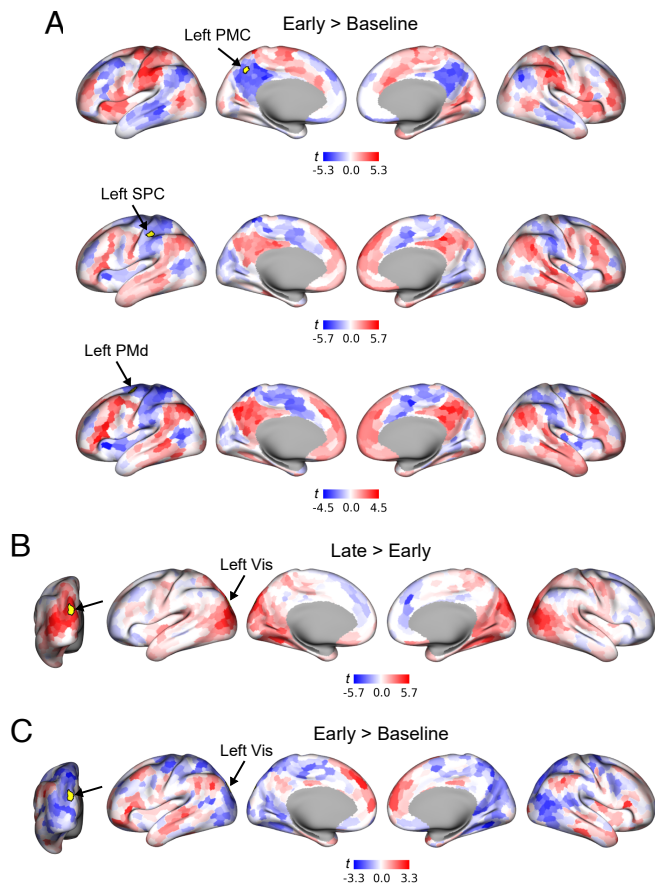 A
Early > Baseline
Left PMC
t
-5.3 0.0 5.3
Left SPC
t
-5.7 0.0 5.7
Left PMd
t
-4.5 0.0 4.5
B
Late > Early
Left Vis
t
-5.7 0.0 5.7
C
Early > Baseline
Left Vis
t
-3.3 0.0 3.3